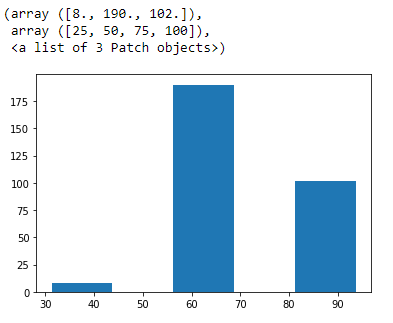 (array ([8., 190., 102.]),
array ([25, 50, 75, 100]),
<a list of 3 Patch objects>)
175
150
125
100
75
50
25
0
30 40 50 60 70 80 90